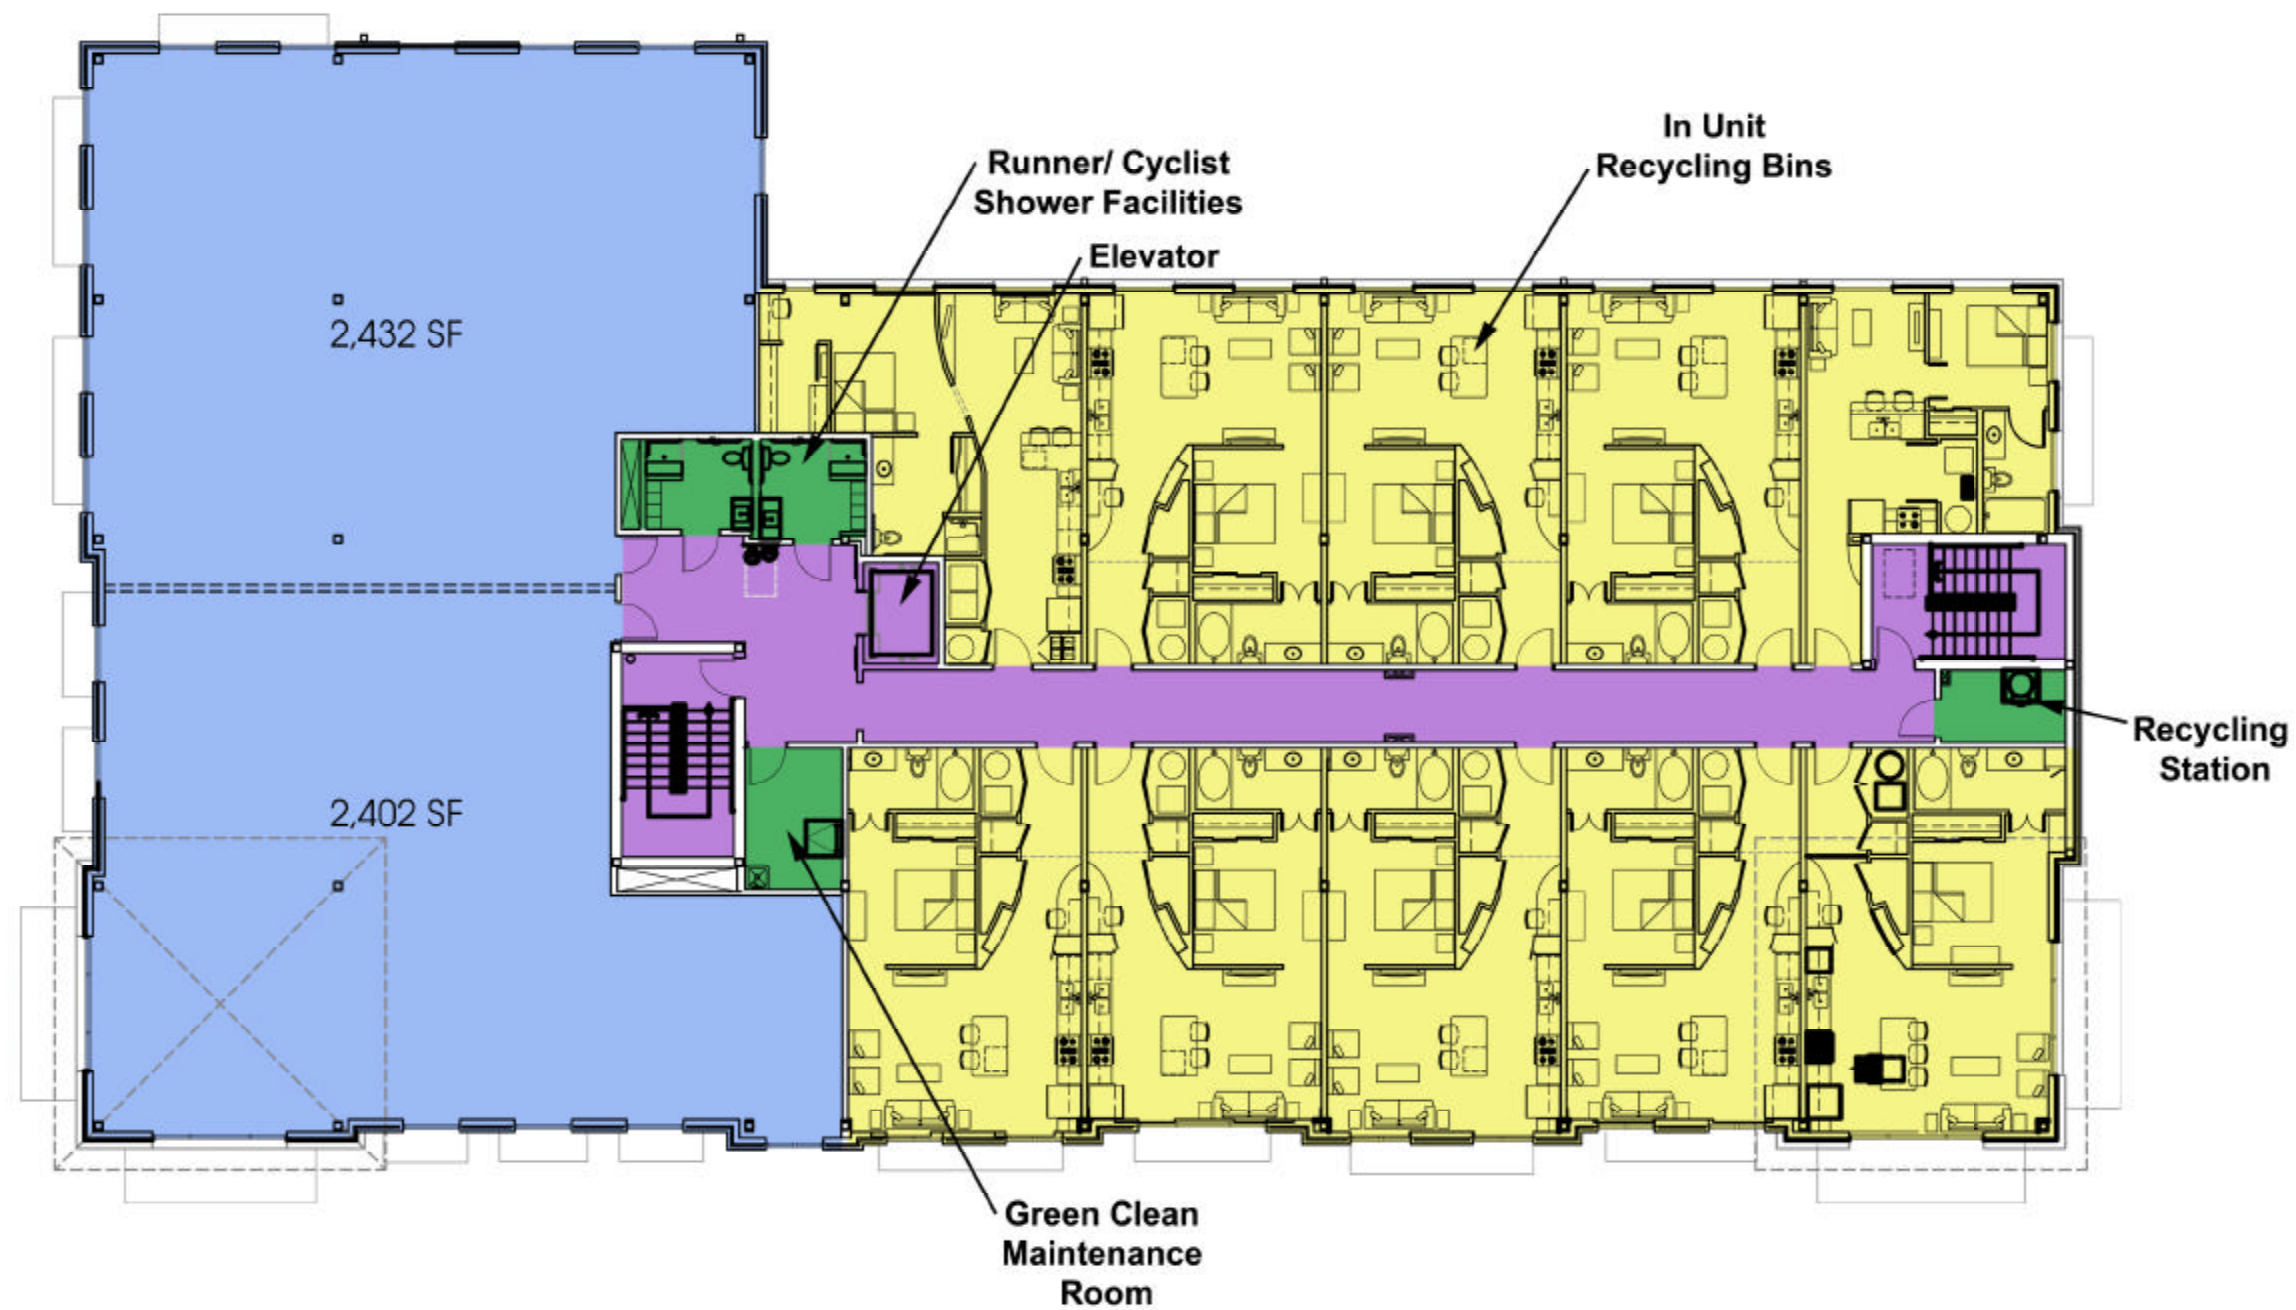 In Unit
Recycling Bins
Runner/ Cyclist
Shower Facilities
Elevator
2,432 SF
Recycling
Station
2,402 SF
Green Clean
Maintenance
Room